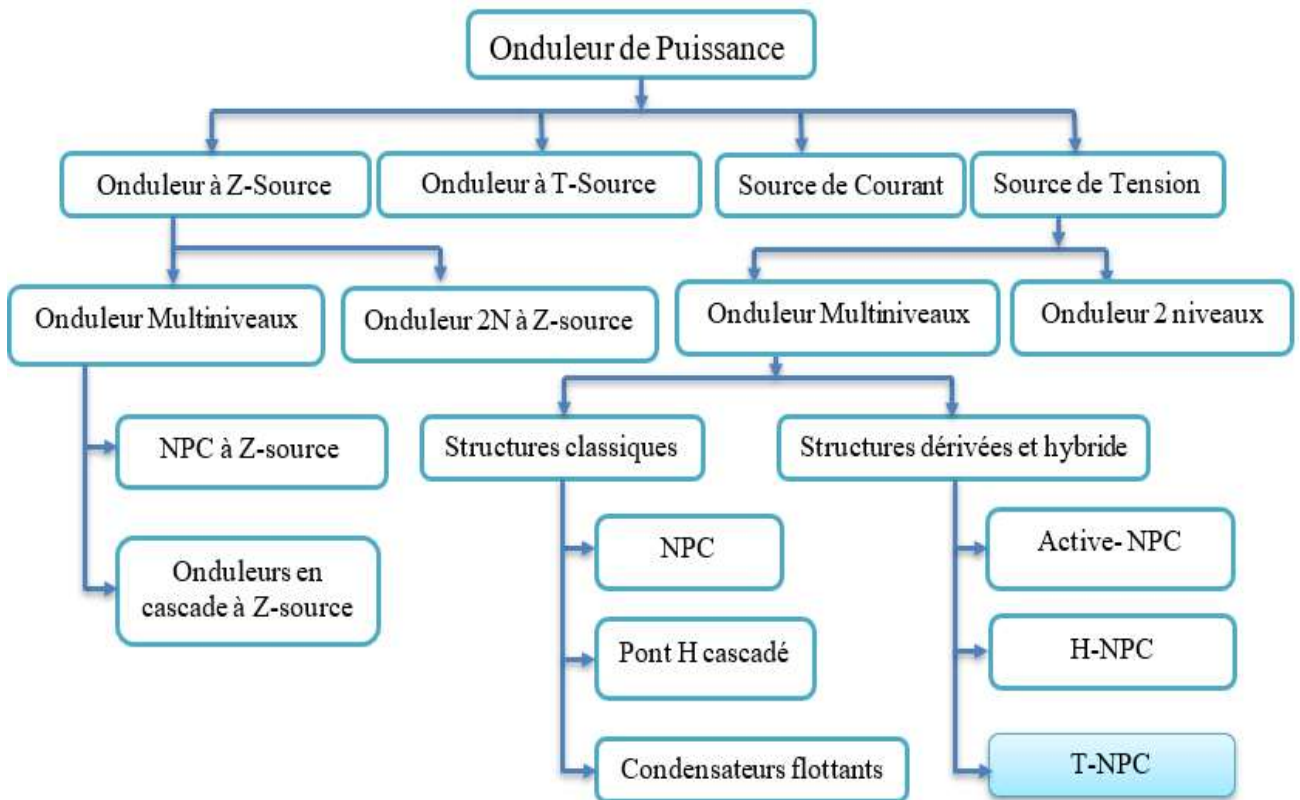 Onduleur de Puissance
Onduleur à Z-Source
Onduleur à T-Source
Source de Courant
Source de Tension
Onduleur Multiniveaux
Onduleur 2N à Z-source
Onduleur Multiniveaux
Onduleur 2 niveaux
NPC à Z-source
Onduleurs en
cascade à Z-source
Structures classiques
Structures dérivées et hybride
NPC
Pont H cascadé
Condensateurs flottants
Active- NPC
H-NPC
T-NPC